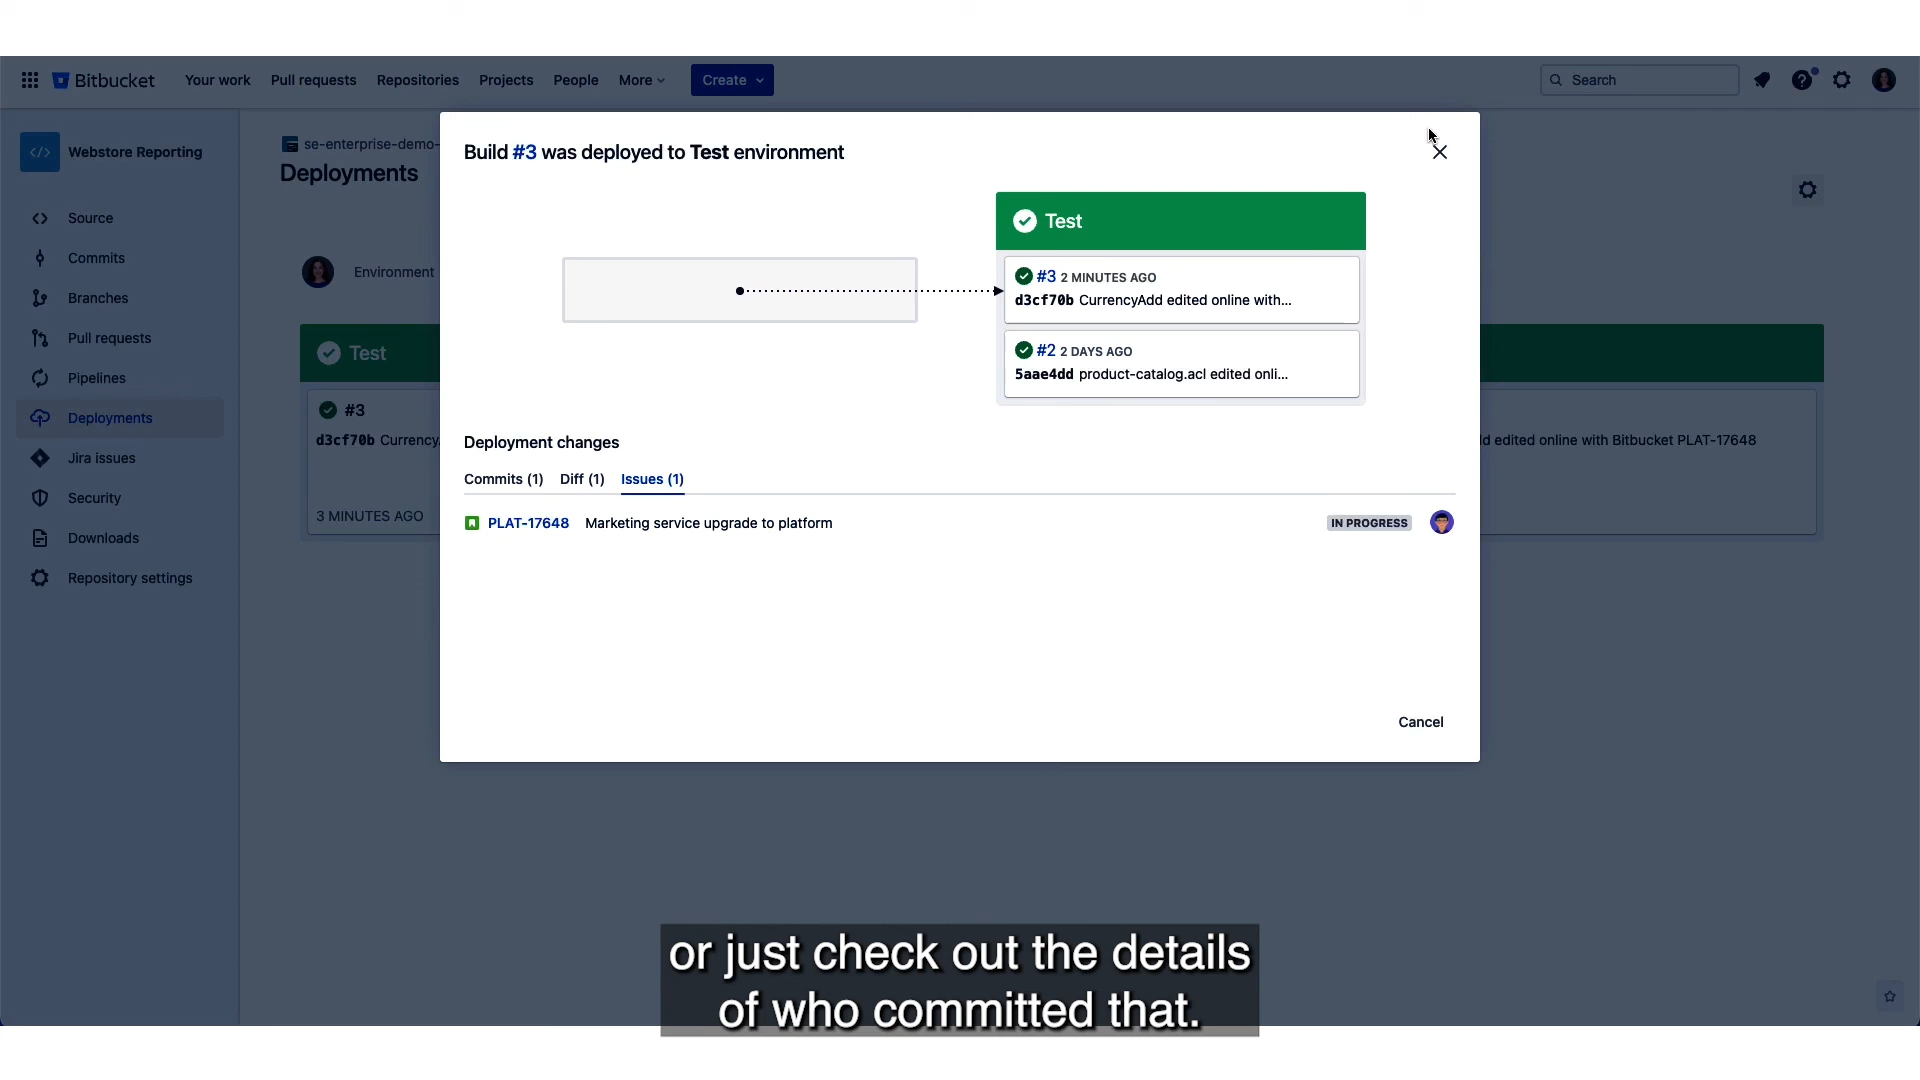 Bitbucket
Your work
Pull requests
Repositories
Projects
People
More
Create
Search
Webstore Reporting
Source
Commits
Branches
Pull requests
Pipelines
Deployments
Jira issues
Security
Downloads
Repository settings
se-enterprise-demo-
Deployments
Environment
Test
#3
d3cf70b Currency
3 MINUTES AGO
Build #3 was deployed to Test environment
Test
#3 2 MINUTES AGO
d3cf70b CurrencyAdd edited online with...
#2 2 DAYS AGO
5aae4dd product-catalog.acl edited onli...
Deployment changes
Commits (1)
Diff (1)
Issues (1)
PLAT-17648 Marketing service upgrade to platform
IN PROGRESS
Cancel
d edited online with Bitbucket PLAT-17648
or just check out the details
of who committed that.